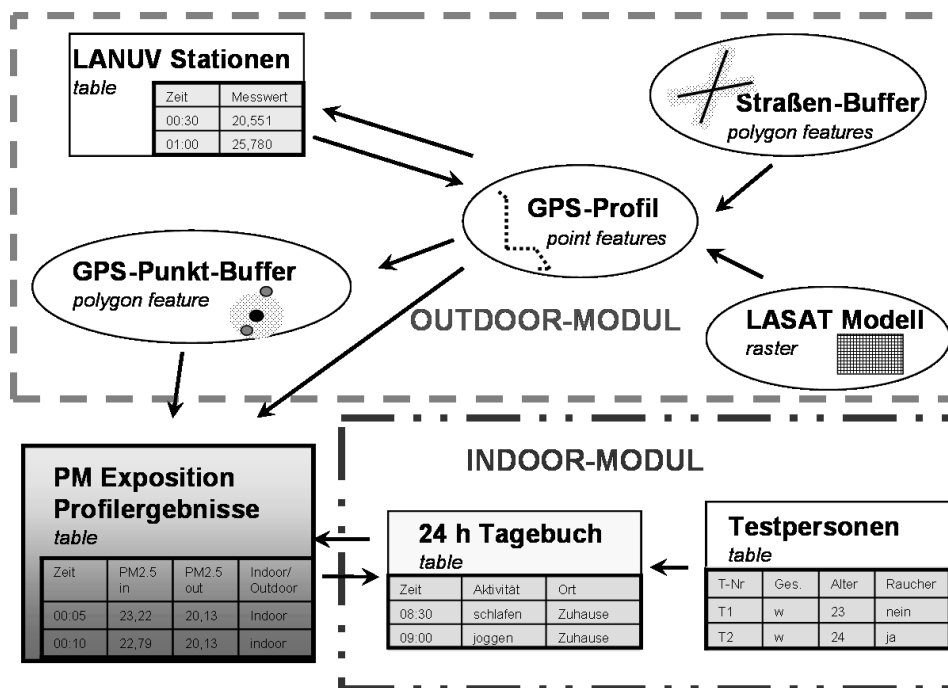 LANUV Stationen
table
Zeit Messwert
00:30 20,551
01:00 25,780
Straßen-Buffer
polygon features
GPS-Profil
point features
GPS-Punkt-Buffer
polygon feature
OUTDOOR-MODUL
LASAT Modell
raster
PM Exposition
Profilergebnisse
table
Zeit PM2.5 in PM2.5 out Indoor/ Outdoor
00:05 23,22 20,13 Indoor
00:10 22,79 20,13 indoor
INDOOR-MODUL
24 h Tagebuch
table
Zeit Aktivität Ort
08:30 schlafen Zuhause
09:00 joggen Zuhause
Testpersonen
table
T-Nr Ges. Alter Raucher
T1 w 23 nein
T2 w 24 ja